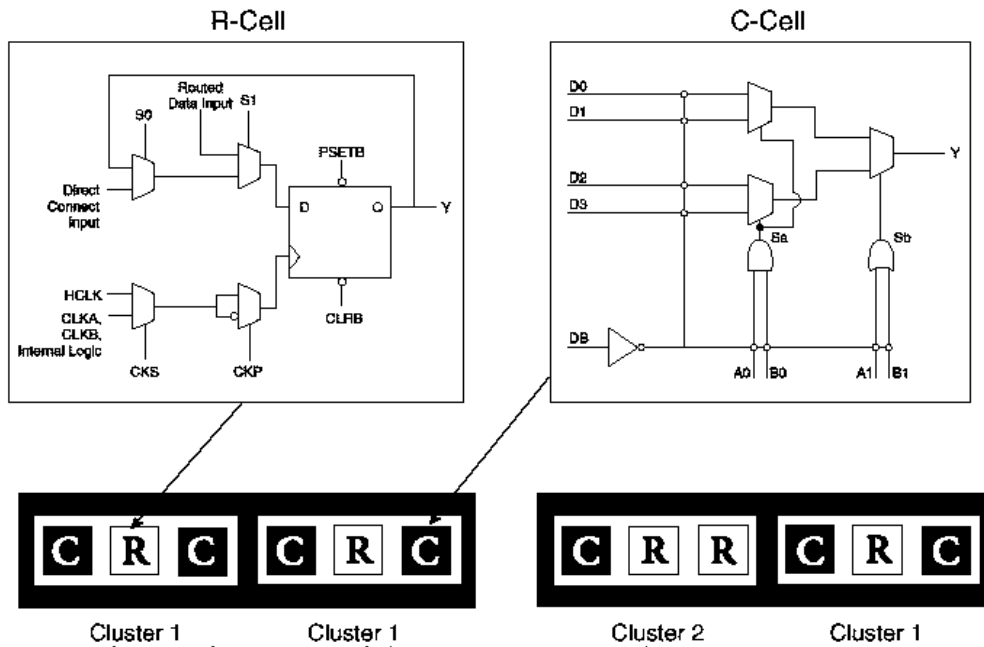 R-Cell
C-Cell
Routed
Data Input
S1
S0
PSETB
Direct
Connect
Input
D
Q
Y
HCLK
CLKA,
CLKB,
Internal Logic
CKS
CKP
CLRB
D0
D1
D2
D3
Sa
Sb
Y
DB
A0
B0
A1
B1
C R C C R C
C R R C R C
Cluster 1
Cluster 1
Cluster 2
Cluster 1